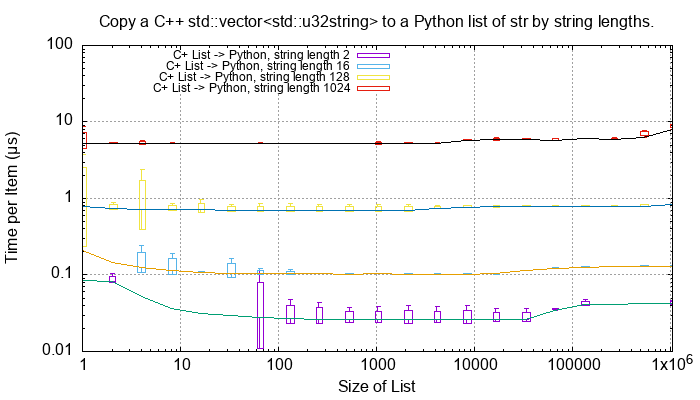 Copy a C++ std::vector<std::u32string> to a Python list of str by string lengths.
100
10
1
0.1
0.01
Time per Item (µs)
C+ List -> Python, string length 2
C+ List -> Python, string length 16
C+ List -> Python, string length 128
C+ List -> Python, string length 1024
1 10 100 1000 10000 100000 1x10⁶
Size of List